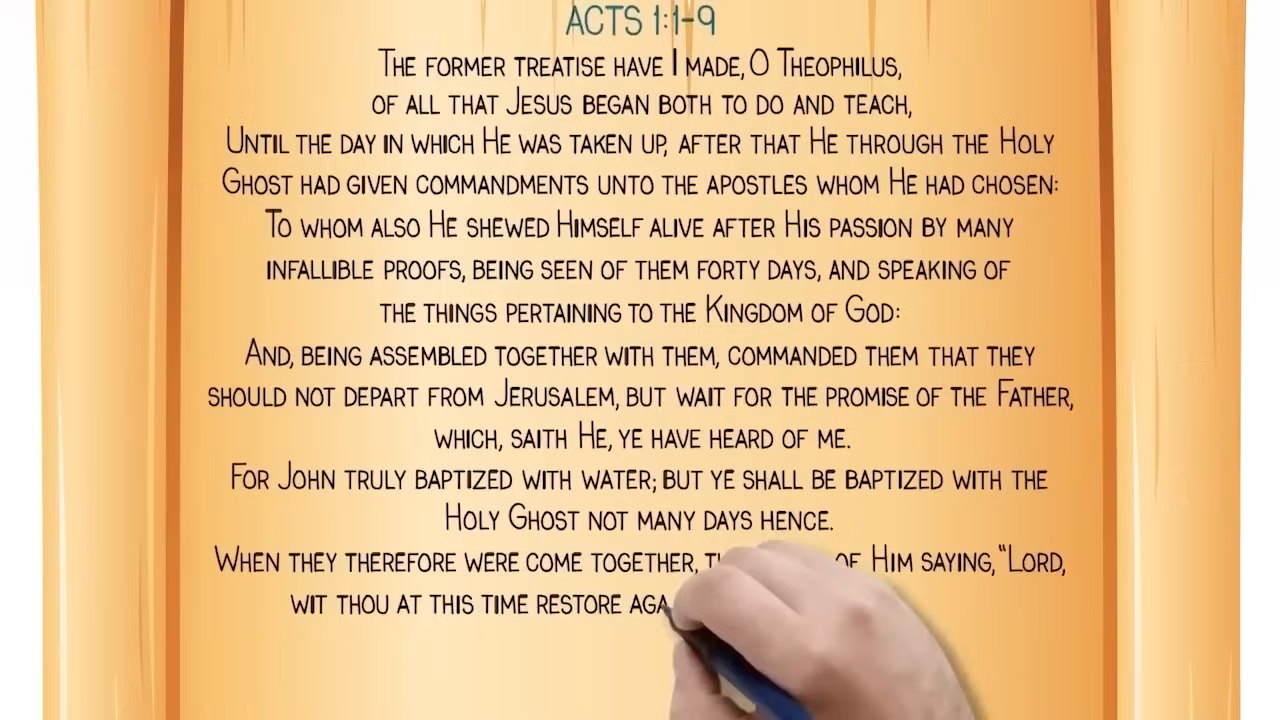 Acts 1:1-9
The former treatise have I made, O Theophilus,
of all that Jesus began both to do and teach,
Until the day in which He was taken up, after that He through the Holy
Ghost had given commandments unto the apostles whom He had chosen:
To whom also He shewed Himself alive after His passion by many
infallible proofs, being seen of them forty days, and speaking of
the things pertaining to the Kingdom of God:
And, being assembled together with them, commanded them that they
should not depart from Jerusalem, but wait for the promise of the Father,
which, saith He, ye have heard of me.
For John truly baptized with water; but ye shall be baptized with the
Holy Ghost not many days hence.
When they therefore were come together, of Him saying, "Lord,
wit thou at this time restore aga